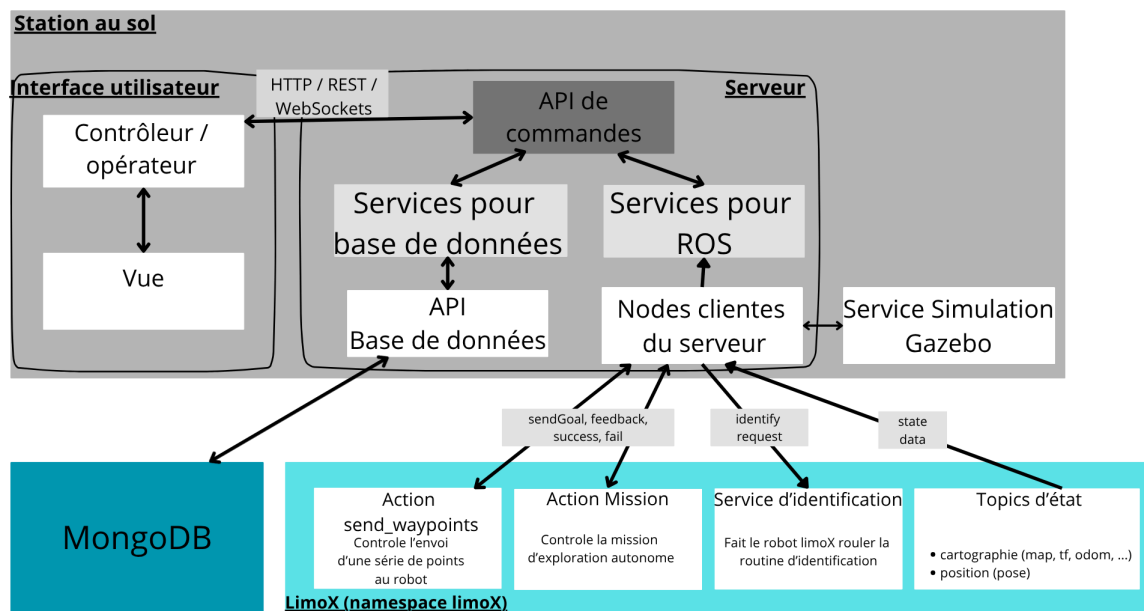 Station au sol
Interface utilisateur
HTTP / REST /
WebSockets
Serveur
API de
commandes
Contrôleur /
opérateur
Services pour
base de données
Services pour
ROS
Vue
API
Base de données
Nodes clientes
du serveur
Service Simulation
Gazebo
sendGoal, feedback,
success, fail
identify
request
state
data
MongoDB
Action
send_waypoints
Controle l'envoi
d'une série de points
au robot
Action Mission
Controle la mission
d'exploration autonome
Service d'identification
Fait le robot limoX rouler la
routine d'identification
Topics d'état
• cartographie (map, tf, odom, ...)
• position (pose)
LimoX (namespace limoX)